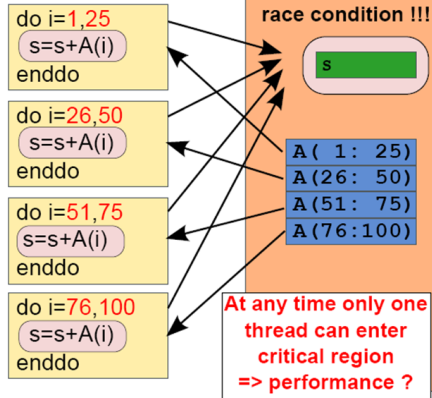 do i=1,25
s=s+A(i)
enddo
do i=26,50
s=s+A(i)
enddo
do i=51,75
s=s+A(i)
enddo
do i=76,100
s=s+A(i)
enddo
race condition !!!
s
A( 1: 25)
A(26: 50)
A(51: 75)
A(76:100)
At any time only one
thread can enter
critical region
=> performance ?